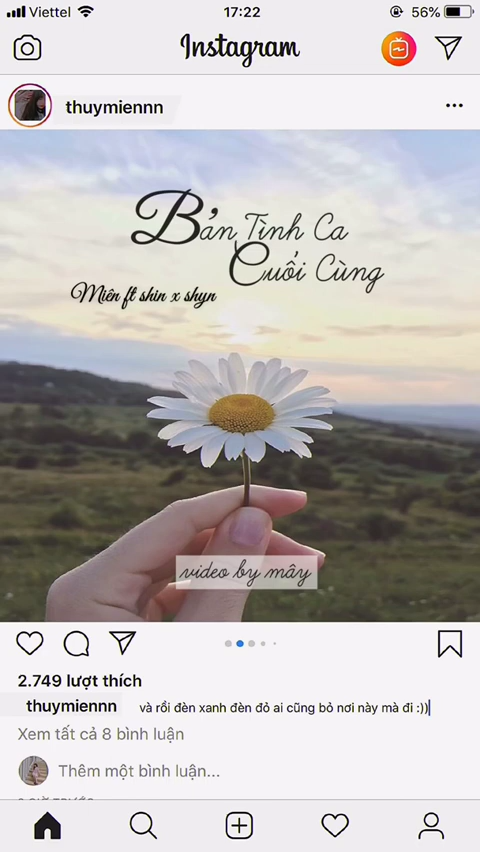 Viettel 17:22 56%
Instagram
thuymiennn
Bản Tình Ca
Cuối Cùng
Miên ft shin x shyn
video by mây
2.749 lượt thích
thuymiennn và rồi đèn xanh đèn đỏ ai cũng bỏ nơi này mà đi :))
Xem tất cả 8 bình luận
Thêm một bình luận...